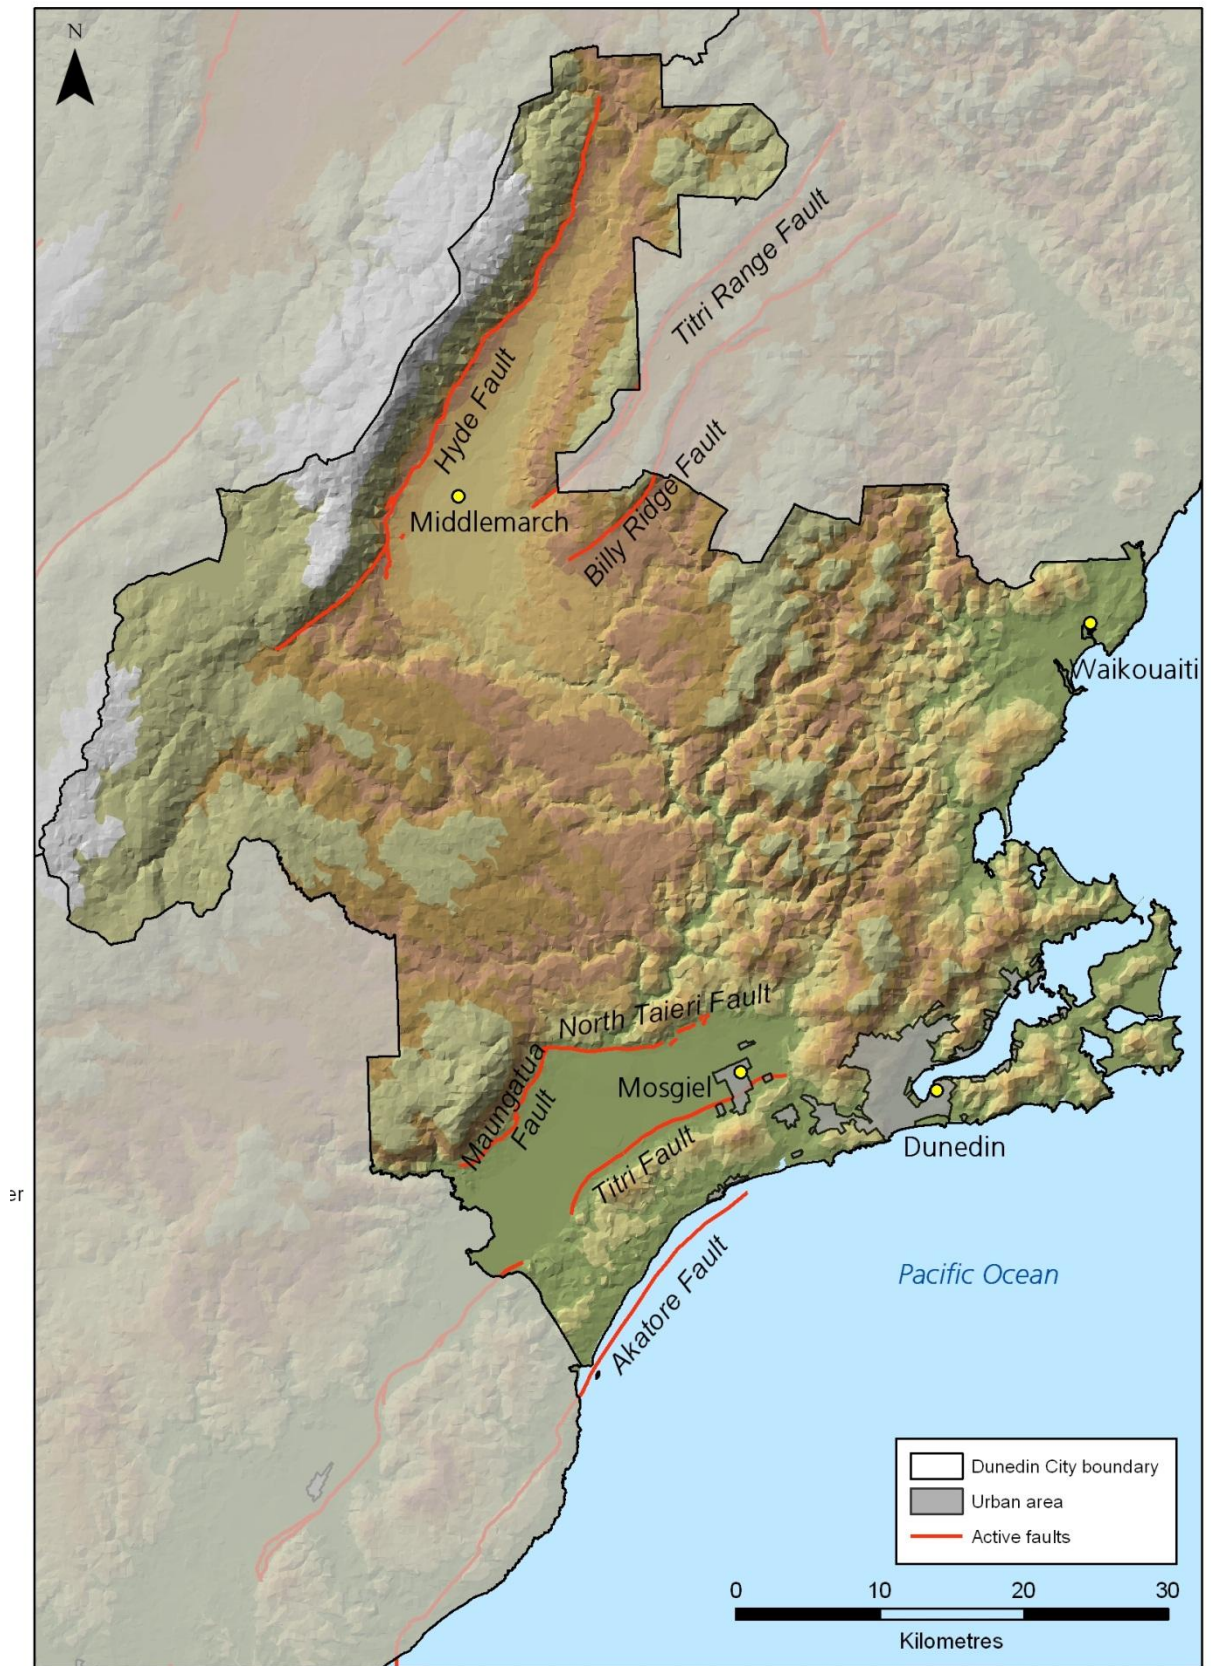 N
Titri Range Fault
Hyde Fault
Middlemarch
Billy Ridge Fault
Waikouaiti
North Taieri Fault
Maungatua
Fault
Mosgiel
Titri Fault
Dunedin
er
Akatore Fault
Pacific Ocean
Dunedin City boundary
Urban area
Active faults
0 10 20 30
Kilometres